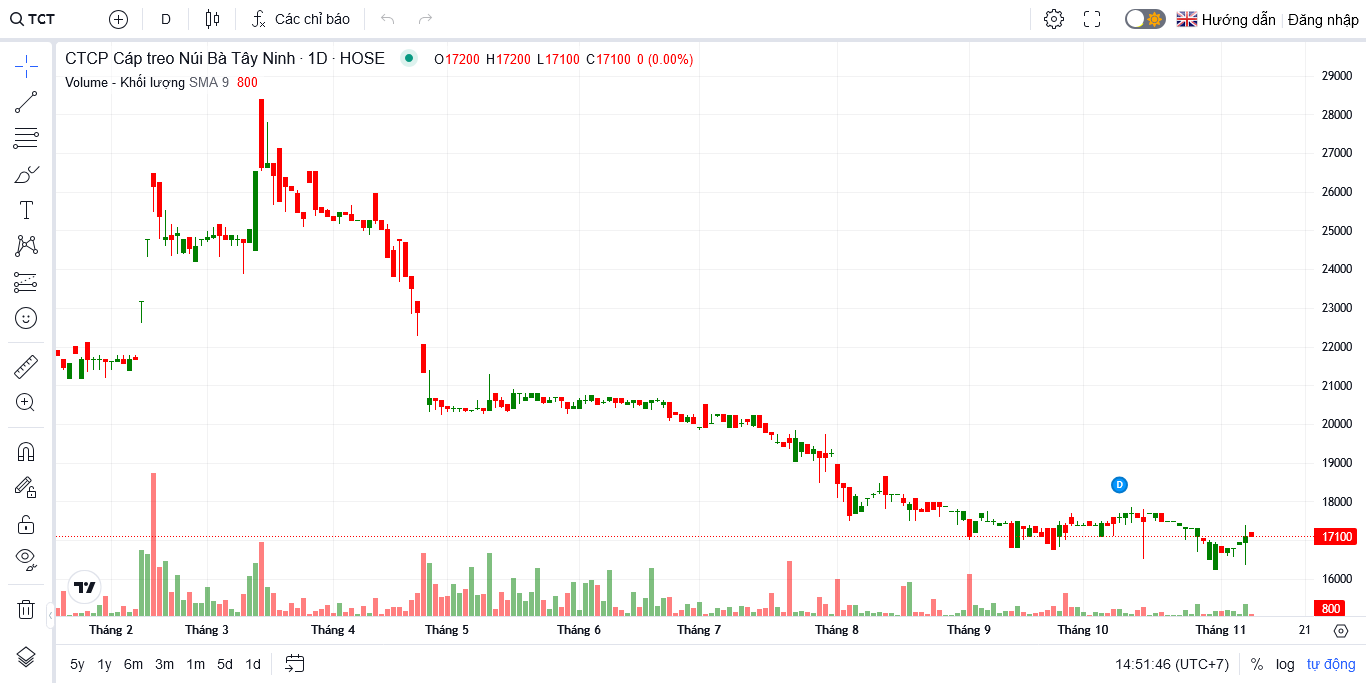 TCT D Các chỉ báo Hướng dẫn Đăng nhập
CTCP Cáp treo Núi Bà Tây Ninh · 1D · HOSE O17200 H17200 L17100 C17100 0 (0.00%)
Volume - Khối lượng SMA 9 800
29000
28000
27000
26000
25000
24000
23000
22000
21000
20000
19000
18000
D
17100
16000
800
Tháng 2 Tháng 3 Tháng 4 Tháng 5 Tháng 6 Tháng 7 Tháng 8 Tháng 9 Tháng 10 Tháng 11 21
5y 1y 6m 3m 1m 5d 1d 14:51:46 (UTC+7) % log tự động